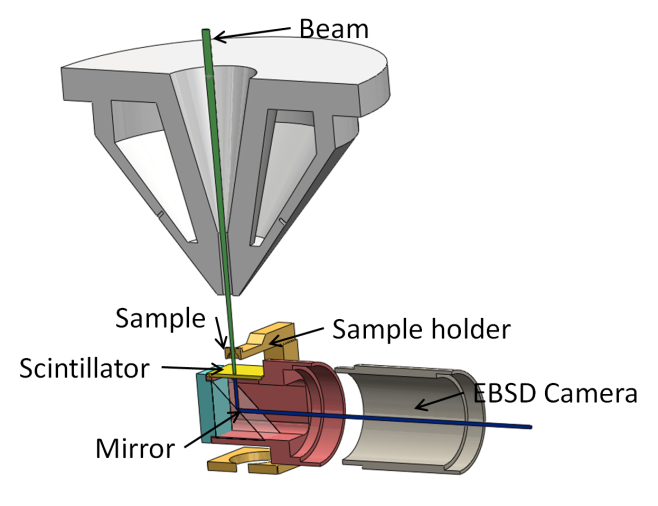 Beam
Sample
Sample holder
Scintillator
EBSD Camera
Mirror